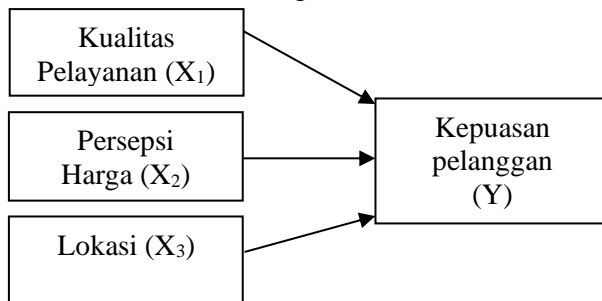 Kualitas
Pelayanan (X₁)
Persepsi
Harga (X₂)
Lokasi (X₃)
Kepuasan
pelanggan
(Y)